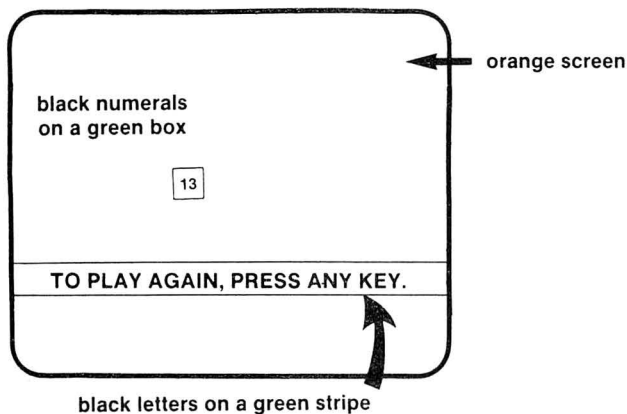 orange screen
black numerals
on a green box
13
TO PLAY AGAIN, PRESS ANY KEY.
black letters on a green stripe